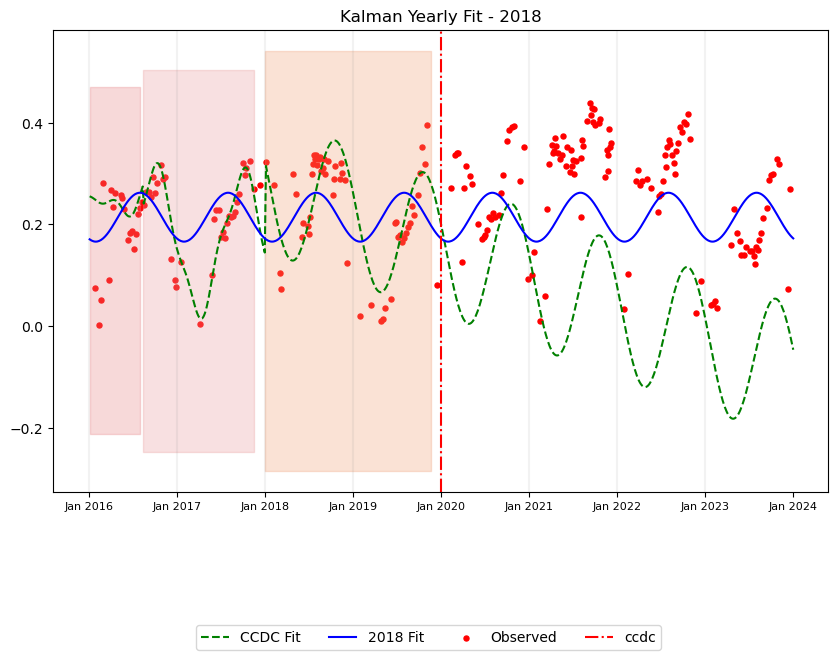 Kalman Yearly Fit - 2018
0.4
0.2
0.0
−0.2
Jan 2016 Jan 2017 Jan 2018 Jan 2019 Jan 2020 Jan 2021 Jan 2022 Jan 2023 Jan 2024
CCDC Fit 2018 Fit Observed ccdc